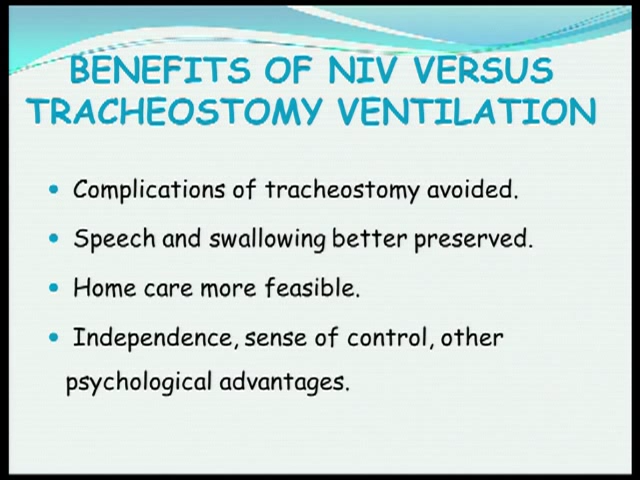 BENEFITS OF NIV VERSUS
TRACHEOSTOMY VENTILATION
• Complications of tracheostomy avoided.
• Speech and swallowing better preserved.
• Home care more feasible.
• Independence, sense of control, other
psychological advantages.